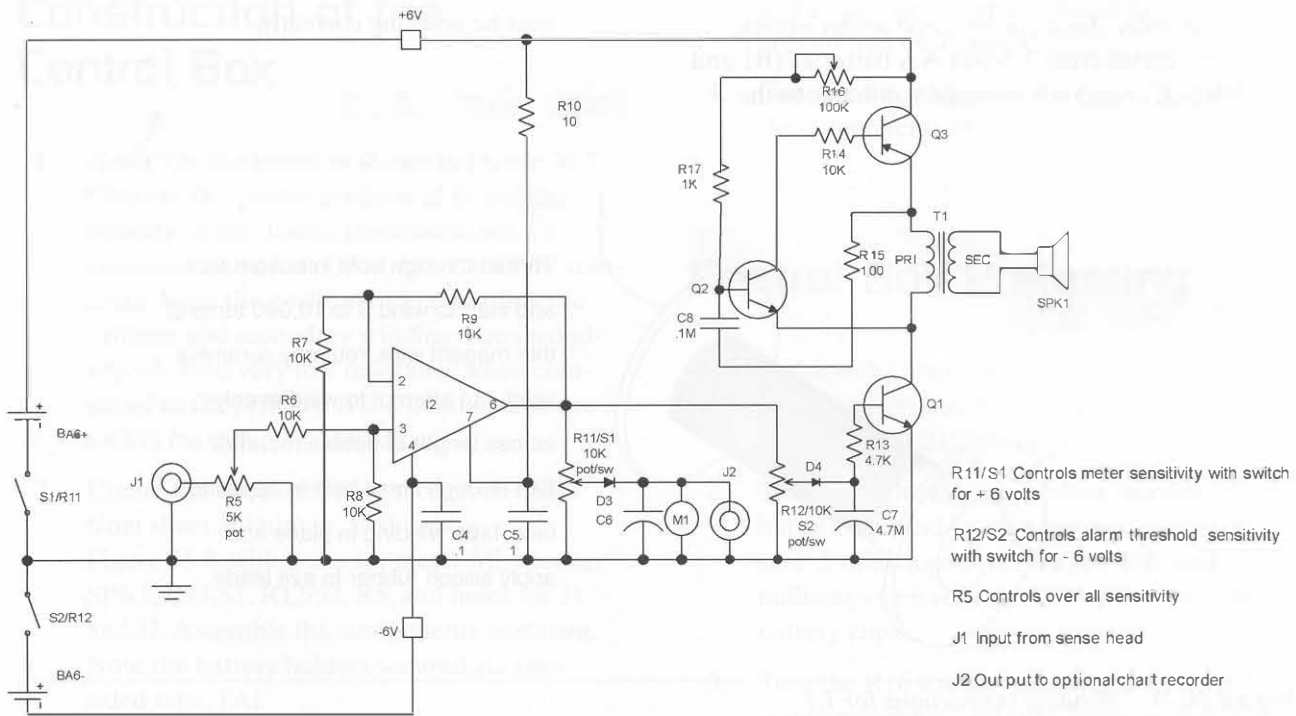 Control Box
+6V
R10
10
R16
100K
Q3
R14
10K
R17
1K
T1
R15
100
PRI
SEC
SPK1
Q2
C8
.1M
R9
10K
R7
10K
2
I2
6
7
3
4
R6
10K
Q1
BA6+
R11/S1
10K
pot/sw
R13
4.7K
S1/R11
J1
R5
5K
pot
R8
10K
D3
D4
J2
C4
.1
C5
.1
C6
M1
R12/10K
S2
pot/sw
C7
4.7M
S2/R12
-6V
BA6-
R11/S1 Controls meter sensitivity with switch
for + 6 volts
R12/S2 Controls alarm threshold sensitivity
with switch for - 6 volts
R5 Controls over all sensitivity
J1 Input from sense head
J2 Output to optional chart recorder